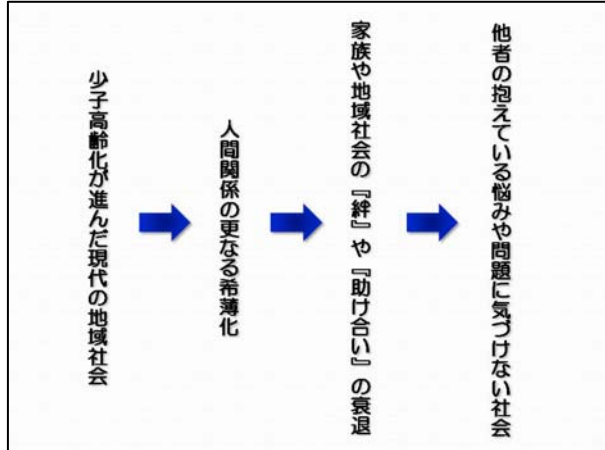 少子高齢化が進んだ現代の地域社会
人間関係の更なる希薄化
家族や地域社会の『絆』や『助け合い』の衰退
他者の抱えている悩みや問題に気づけない社会